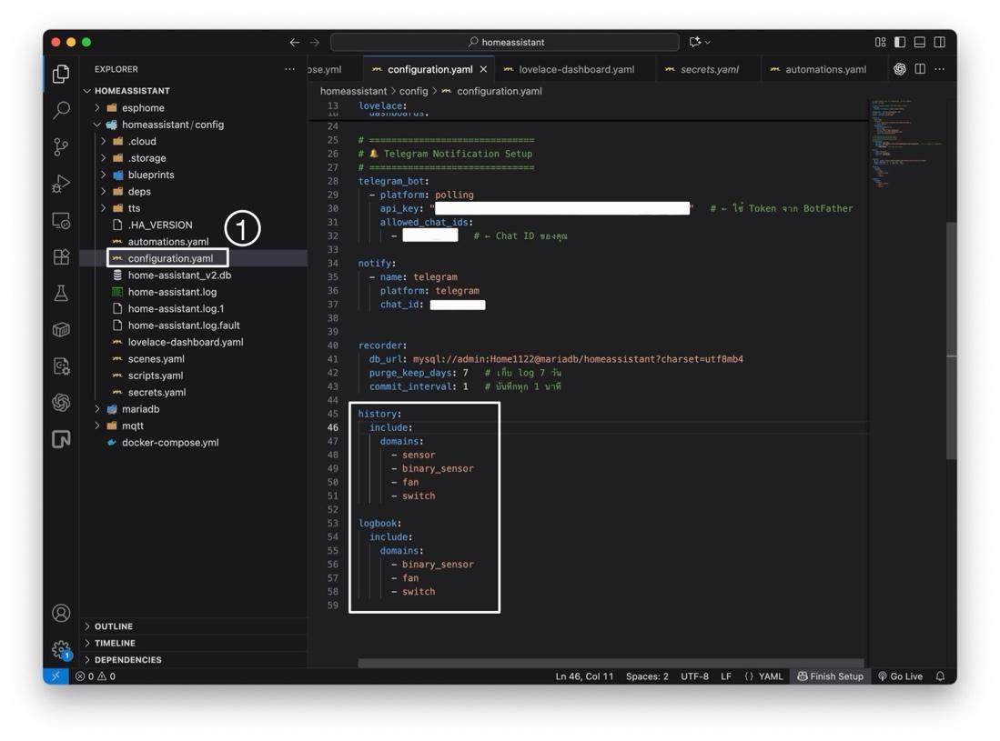 homeassistant
EXPLORER
HOMEASSISTANT
esphome
homeassistant/config
.cloud
.storage
blueprints
deps
tts
.HA_VERSION
automations.yaml
1
configuration.yaml
home-assistant_v2.db
home-assistant.log
home-assistant.log.1
home-assistant.log.fault
lovelace-dashboard.yaml
scenes.yaml
scripts.yaml
secrets.yaml
mariadb
mqtt
docker-compose.yml
OUTLINE
TIMELINE
DEPENDENCIES
ose.yml configuration.yaml lovelace-dashboard.yaml secrets.yaml automations.yaml
homeassistant > config > configuration.yaml
13 lovelace:
18 dashboards:
24
25 # ==============================
26 # 🔔 Telegram Notification Setup
27 # ==============================
28 telegram_bot:
29 - platform: polling
30 api_key: " " # ← ใช้ Token จาก BotFather
31 allowed_chat_ids:
32 - # ← Chat ID ของคุณ
33
34 notify:
35 - name: telegram
36 platform: telegram
37 chat_id:
38
39
40 recorder:
41 db_url: mysql://admin:Home1122@mariadb/homeassistant?charset=utf8mb4
42 purge_keep_days: 7 # เก็บ log 7 วัน
43 commit_interval: 1 # บันทึกทุก 1 นาที
44
45 history:
46 include:
47 domains:
48 - sensor
49 - binary_sensor
50 - fan
51 - switch
52
53 logbook:
54 include:
55 domains:
56 - binary_sensor
57 - fan
58 - switch
59
1
0 0 Ln 46, Col 11 Spaces: 2 UTF-8 LF {} YAML Finish Setup Go Live